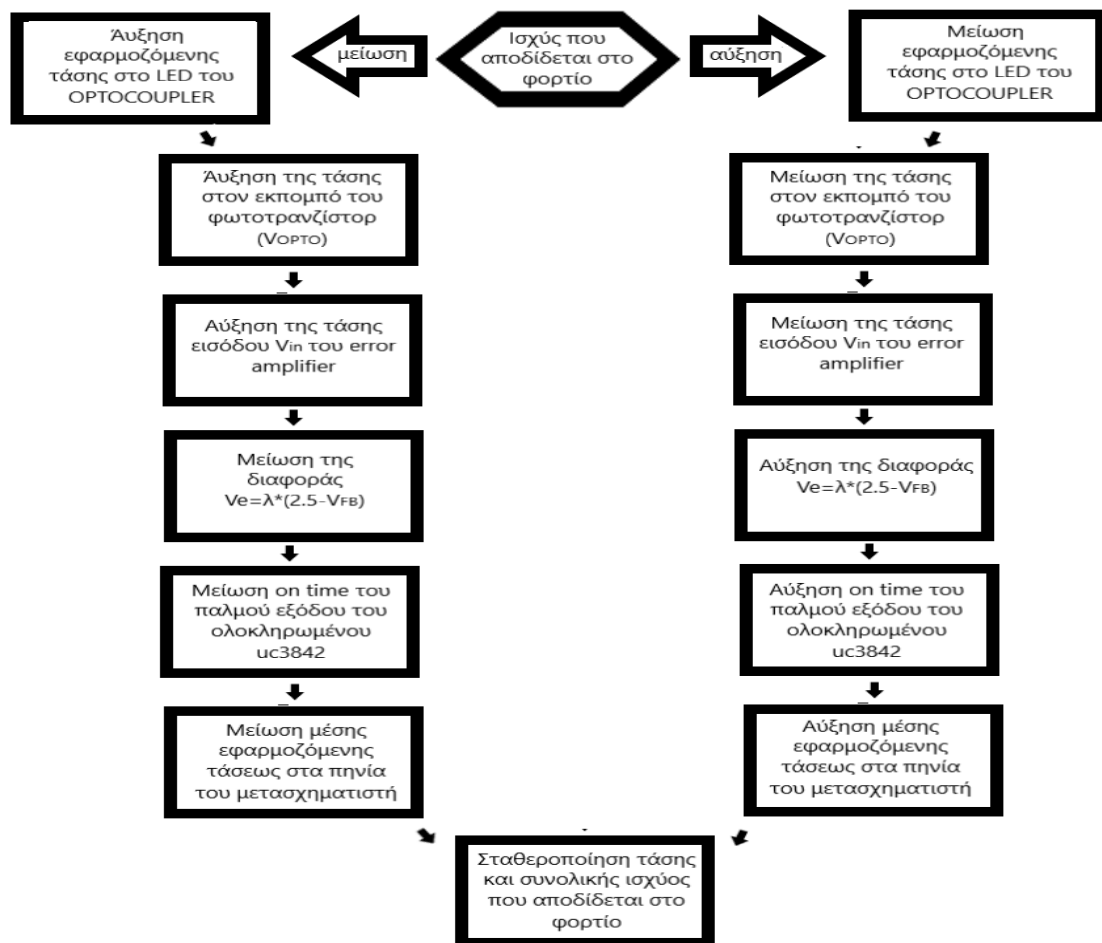 Άυξηση
εφαρμοζόμενης
τάσης στο LED του
OPTOCOUPLER
μείωση
Ισχύς που
αποδίδεται στο
φορτίο
αύξηση
Μείωση
εφαρμοζόμενης
τάσης στο LED του
OPTOCOUPLER
Άυξηση της τάσης
στον εκπομπό του
φωτοτρανζίστορ
(VOPTO)
Μείωση της τάσης
στον εκπομπό του
φωτοτρανζίστορ
(VOPTO)
Αύξηση της τάσης
εισόδου Vin του error
amplifier
Μείωση της τάσης
εισόδου Vin του error
amplifier
Μείωση της
διαφοράς
Ve=λ*(2.5-VFB)
Αύξηση της διαφοράς
Ve=λ*(2.5-VFB)
Μείωση on time του
παλμού εξόδου του
ολοκληρωμένου
uc3842
Αύξηση on time του
παλμού εξόδου του
ολοκληρωμένου
uc3842
Μείωση μέσης
εφαρμοζόμενης
τάσεως στα πηνία
του μετασχηματιστή
Αύξηση μέσης
εφαρμοζόμενης
τάσεως στα πηνία
του μετασχηματιστή
Σταθεροποίηση τάσης
και συνολικής ισχύος
που αποδίδεται στο
φορτίο